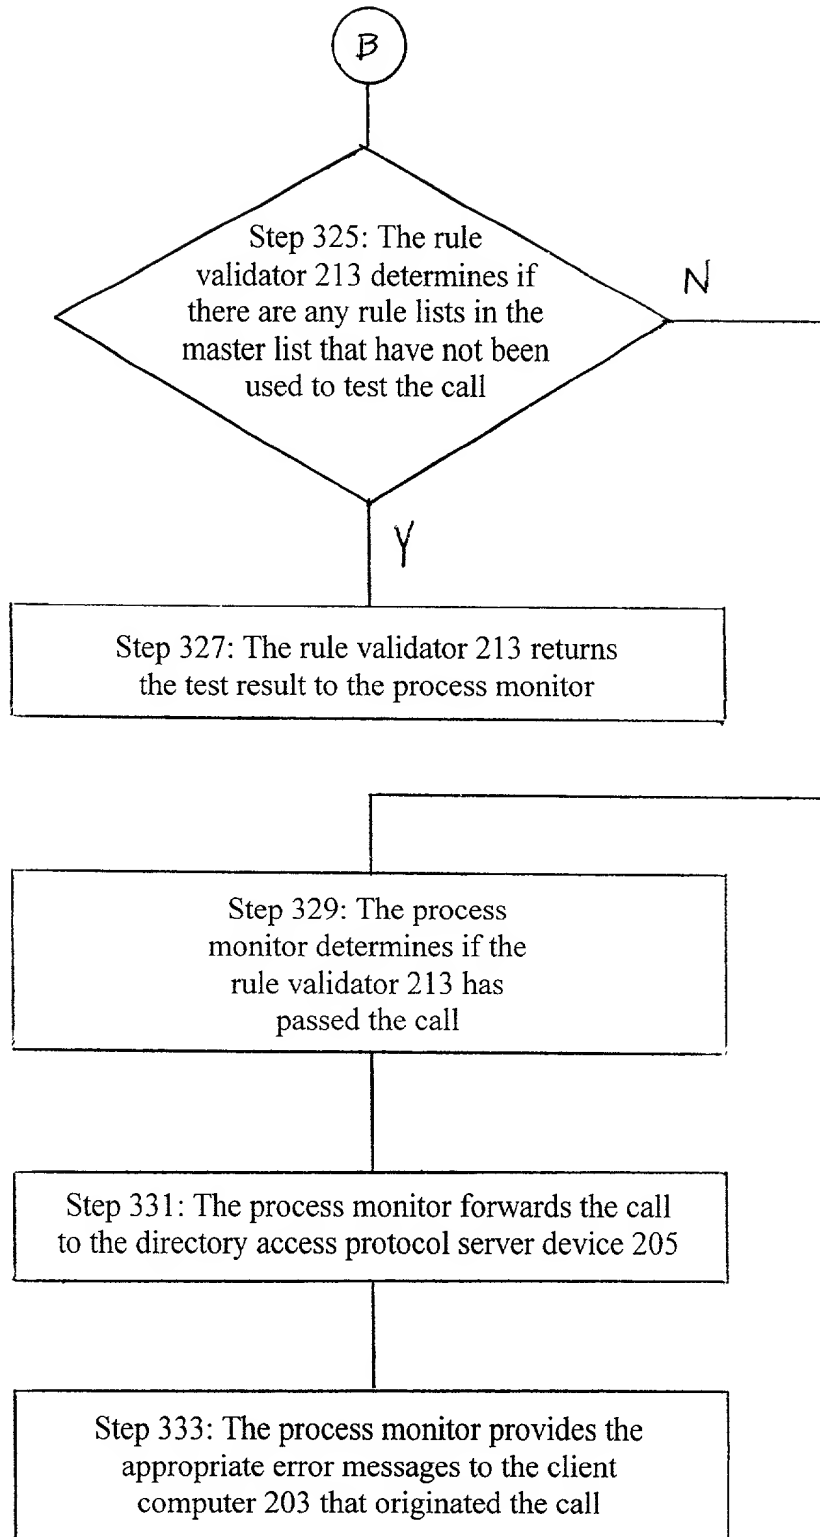 B
Step 325: The rule
validator 213 determines if
there are any rule lists in the
master list that have not been
used to test the call
N
Y
Step 327: The rule validator 213 returns
the test result to the process monitor
Step 329: The process
monitor determines if the
rule validator 213 has
passed the call
Step 331: The process monitor forwards the call
to the directory access protocol server device 205
Step 333: The process monitor provides the
appropriate error messages to the client
computer 203 that originated the call